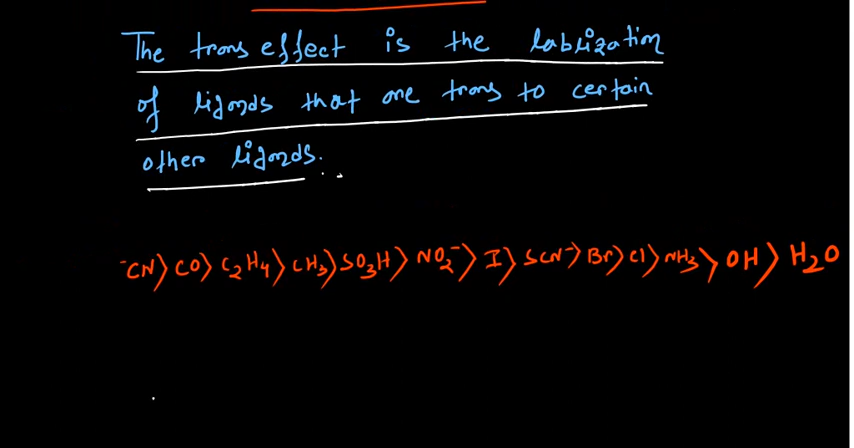 The trans effect is the lablization
of ligands that are trans to certain
other ligands.
⁻CN > CO > C₂H₄ > CH₃ > SO₃H > NO₂⁻ > I > SCN⁻ > Br > Cl > NH₃ > OH > H₂O